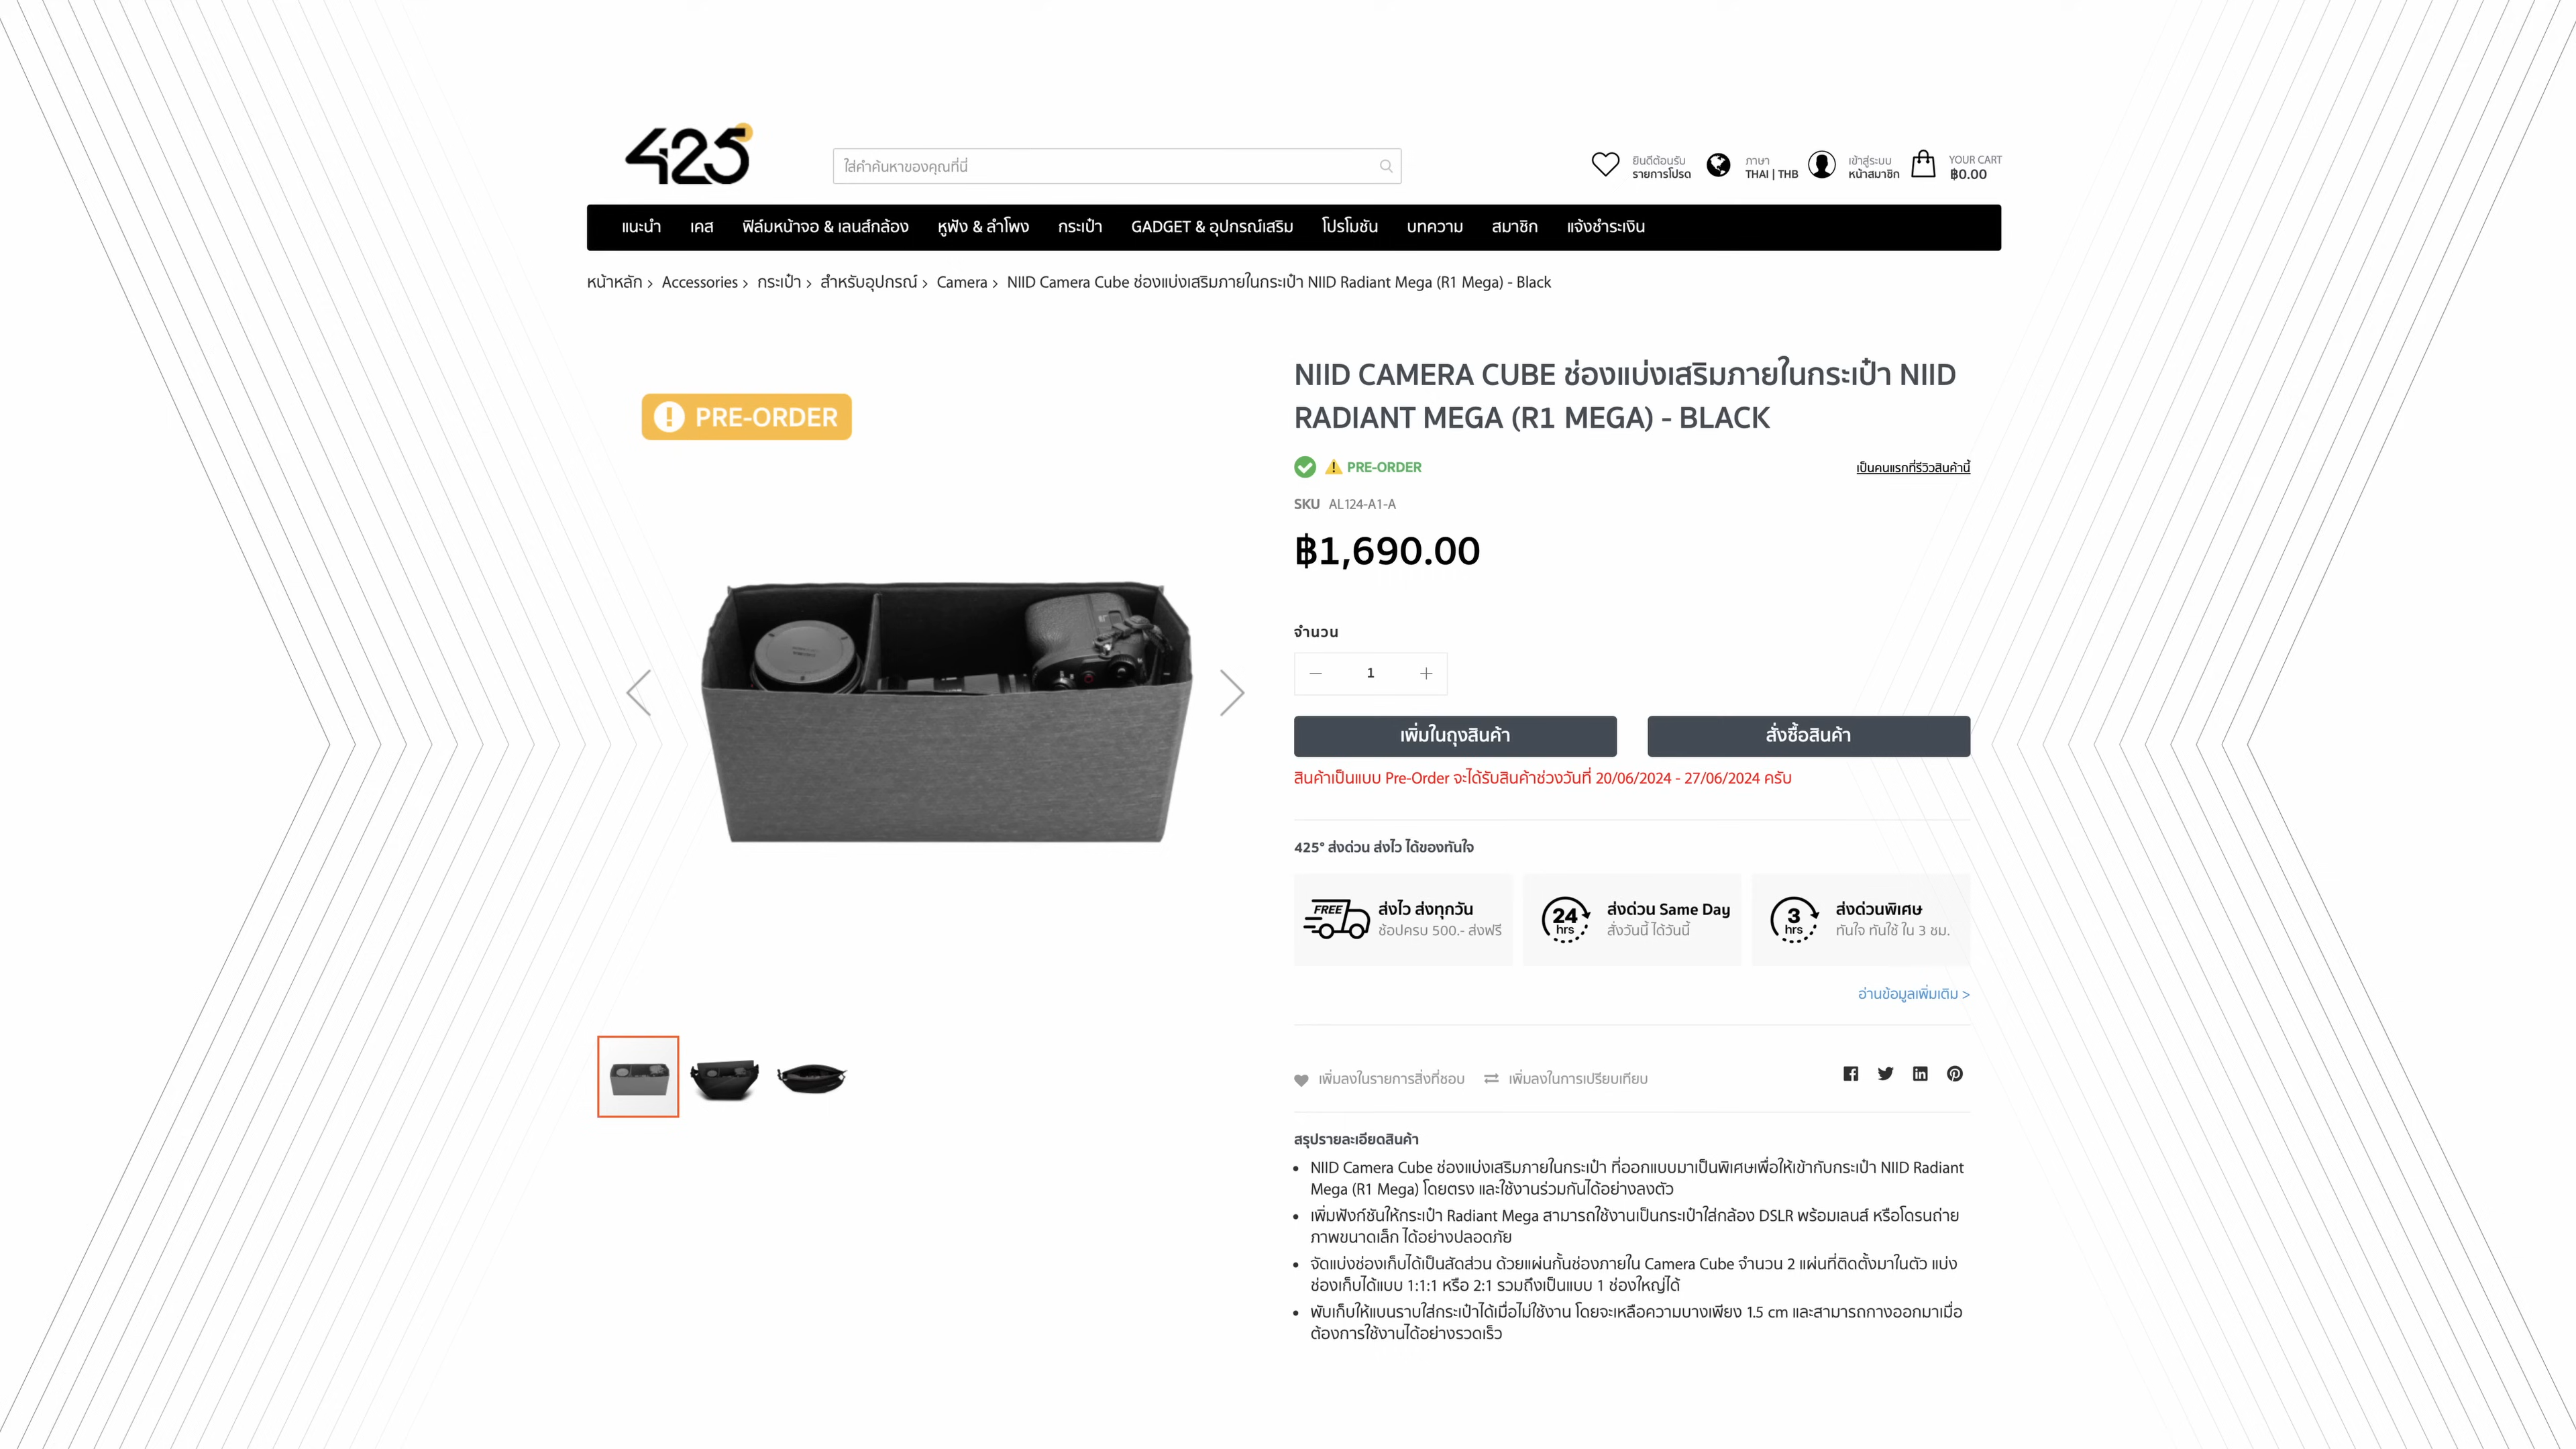 425°
ใส่คำค้นหาของคุณที่นี่
ยินดีต้อนรับ
รายการโปรด
ภาษา
THAI | THB
เข้าสู่ระบบ
หน้าสมาชิก
YOUR CART
฿0.00
แนะนำ เคส ฟิล์มหน้าจอ & เลนส์กล้อง หูฟัง & ลำโพง กระเป๋า GADGET & อุปกรณ์เสริม โปรโมชัน บทความ สมาชิก แจ้งชำระเงิน
หน้าหลัก › Accessories › กระเป๋า › สำหรับอุปกรณ์ › Camera › NIID Camera Cube ช่องแบ่งเสริมภายในกระเป๋า NIID Radiant Mega (R1 Mega) - Black
PRE-ORDER
NIID CAMERA CUBE ช่องแบ่งเสริมภายในกระเป๋า NIID
RADIANT MEGA (R1 MEGA) - BLACK
PRE-ORDER
เป็นคนแรกที่รีวิวสินค้านี้
SKU AL124-A1-A
฿1,690.00
จำนวน
— 1 +
เพิ่มในถุงสินค้า
สั่งซื้อสินค้า
สินค้าเป็นแบบ Pre-Order จะได้รับสินค้าช่วงวันที่ 20/06/2024 - 27/06/2024 ครับ
425° ส่งด่วน ส่งไว ได้ของทันใจ
FREE
ส่งไว ส่งทุกวัน
ช้อปครบ 500.- ส่งฟรี
24 hrs
ส่งด่วน Same Day
สั่งวันนี้ ได้วันนี้
3 hrs
ส่งด่วนพิเศษ
ทันใจ ทันใช้ ใน 3 ชม.
อ่านข้อมูลเพิ่มเติม >
เพิ่มลงในรายการสิ่งที่ชอบ เพิ่มลงในการเปรียบเทียบ
สรุปรายละเอียดสินค้า
• NIID Camera Cube ช่องแบ่งเสริมภายในกระเป๋า ที่ออกแบบมาเป็นพิเศษเพื่อให้เข้ากับกระเป๋า NIID Radiant
Mega (R1 Mega) โดยตรง และใช้งานร่วมกันได้อย่างลงตัว
• เพิ่มฟังก์ชันให้กระเป๋า Radiant Mega สามารถใช้งานเป็นกระเป๋าใส่กล้อง DSLR พร้อมเลนส์ หรือโดรนถ่าย
ภาพขนาดเล็ก ได้อย่างปลอดภัย
• จัดแบ่งช่องเก็บได้เป็นสัดส่วน ด้วยแผ่นกั้นช่องภายใน Camera Cube จำนวน 2 แผ่นที่ติดตั้งมาในตัว แบ่ง
ช่องเก็บได้แบบ 1:1:1 หรือ 2:1 รวมถึงเป็นแบบ 1 ช่องใหญ่ได้
• พับเก็บให้แบนราบใส่กระเป๋าได้เมื่อไม่ใช้งาน โดยจะเหลือความบางเพียง 1.5 cm และสามารถกางออกมาเมื่อ
ต้องการใช้งานได้อย่างรวดเร็ว